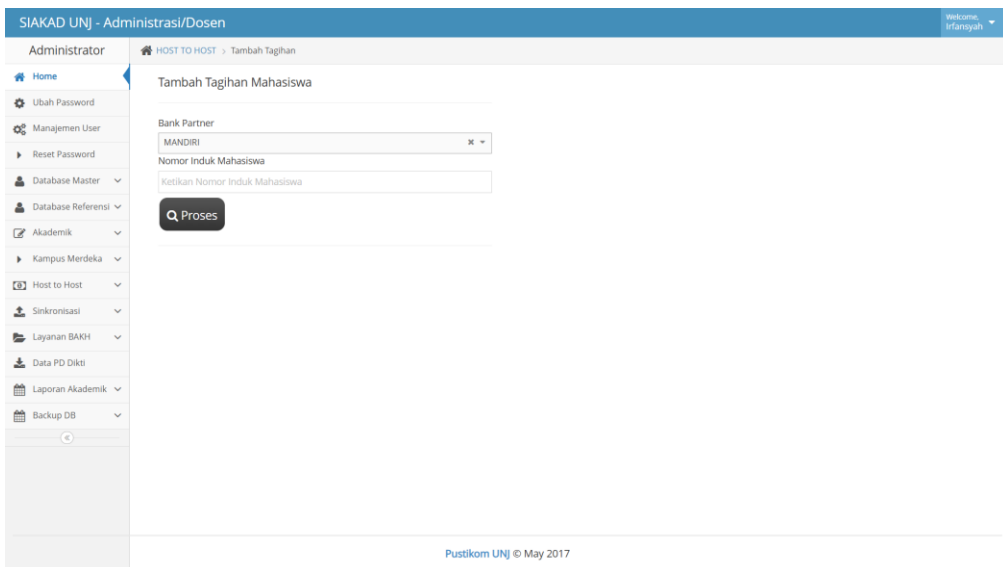 SIAKAD UNJ - Administrasi/Dosen
Welcome,
Irfansyah
Administrator
HOST TO HOST > Tambah Tagihan
Home
Ubah Password
Manajemen User
Reset Password
Database Master
Database Referensi
Akademik
Kampus Merdeka
Host to Host
Sinkronisasi
Layanan BAKH
Data PD Dikti
Laporan Akademik
Backup DB
Tambah Tagihan Mahasiswa
Bank Partner
MANDIRI
Nomor Induk Mahasiswa
Ketikan Nomor Induk Mahasiswa
Proses
Pustikom UNJ © May 2017